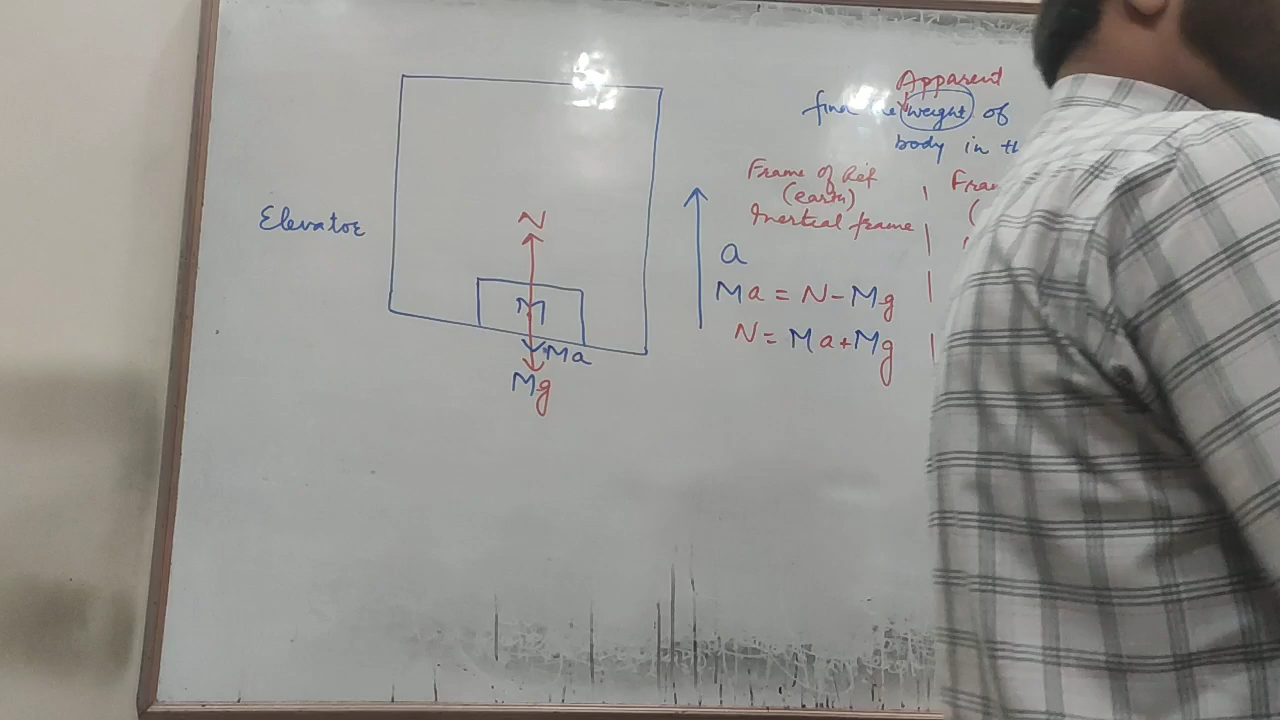 Apparent
find the weight of
body in
Frame of Ref
(earth)
Inertial frame
Elevator
N
a
M
Ma = N - Mg
N = Ma + Mg
Ma
Mg